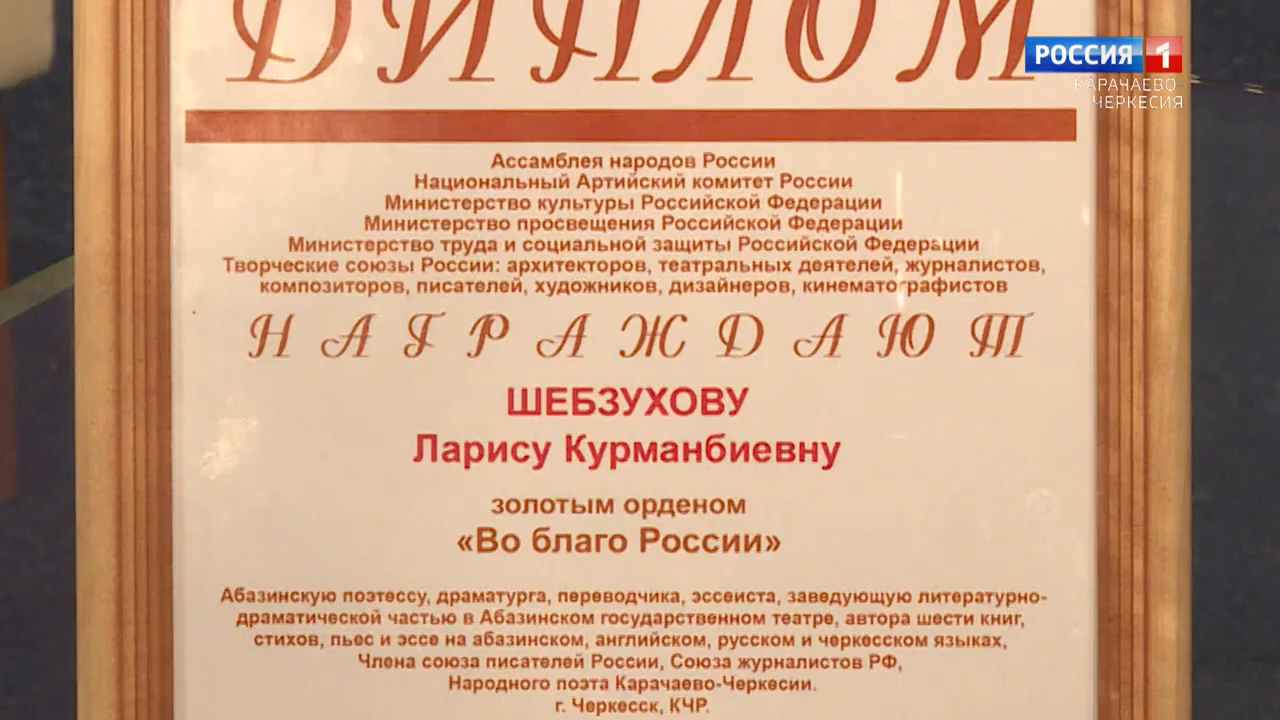 ДИПЛОМ
РОССИЯ 1
КАРАЧАЕВО-
ЧЕРКЕСИЯ
Ассамблея народов России
Национальный Артийский комитет России
Министерство культуры Российской Федерации
Министерство просвещения Российской Федерации
Министерство труда и социальной защиты Российской Федерации
Творческие союзы России: архитекторов, театральных деятелей, журналистов,
композиторов, писателей, художников, дизайнеров, кинематографистов
НАГРАЖДАЮТ
ШЕБЗУХОВУ
Ларису Курманбиевну
золотым орденом
«Во благо России»
Абазинскую поэтессу, драматурга, переводчика, эссеиста, заведующую литературно-
драматической частью в Абазинском государственном театре, автора шести книг,
стихов, пьес и эссе на абазинском, английском, русском и черкесском языках,
Члена союза писателей России, Союза журналистов РФ,
Народного поэта Карачаево-Черкесии.
г. Черкесск, КЧР.